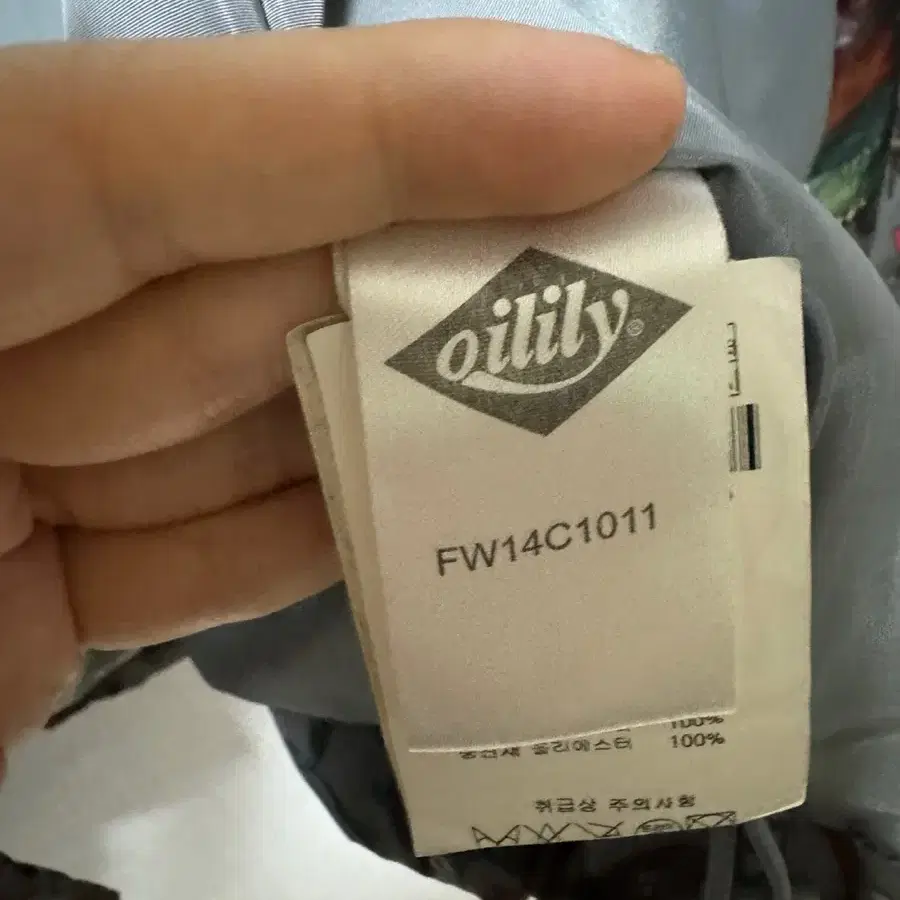 oilily®
FW14C1011
100%
충전재 폴리에스터 100%
취급상 주의사항